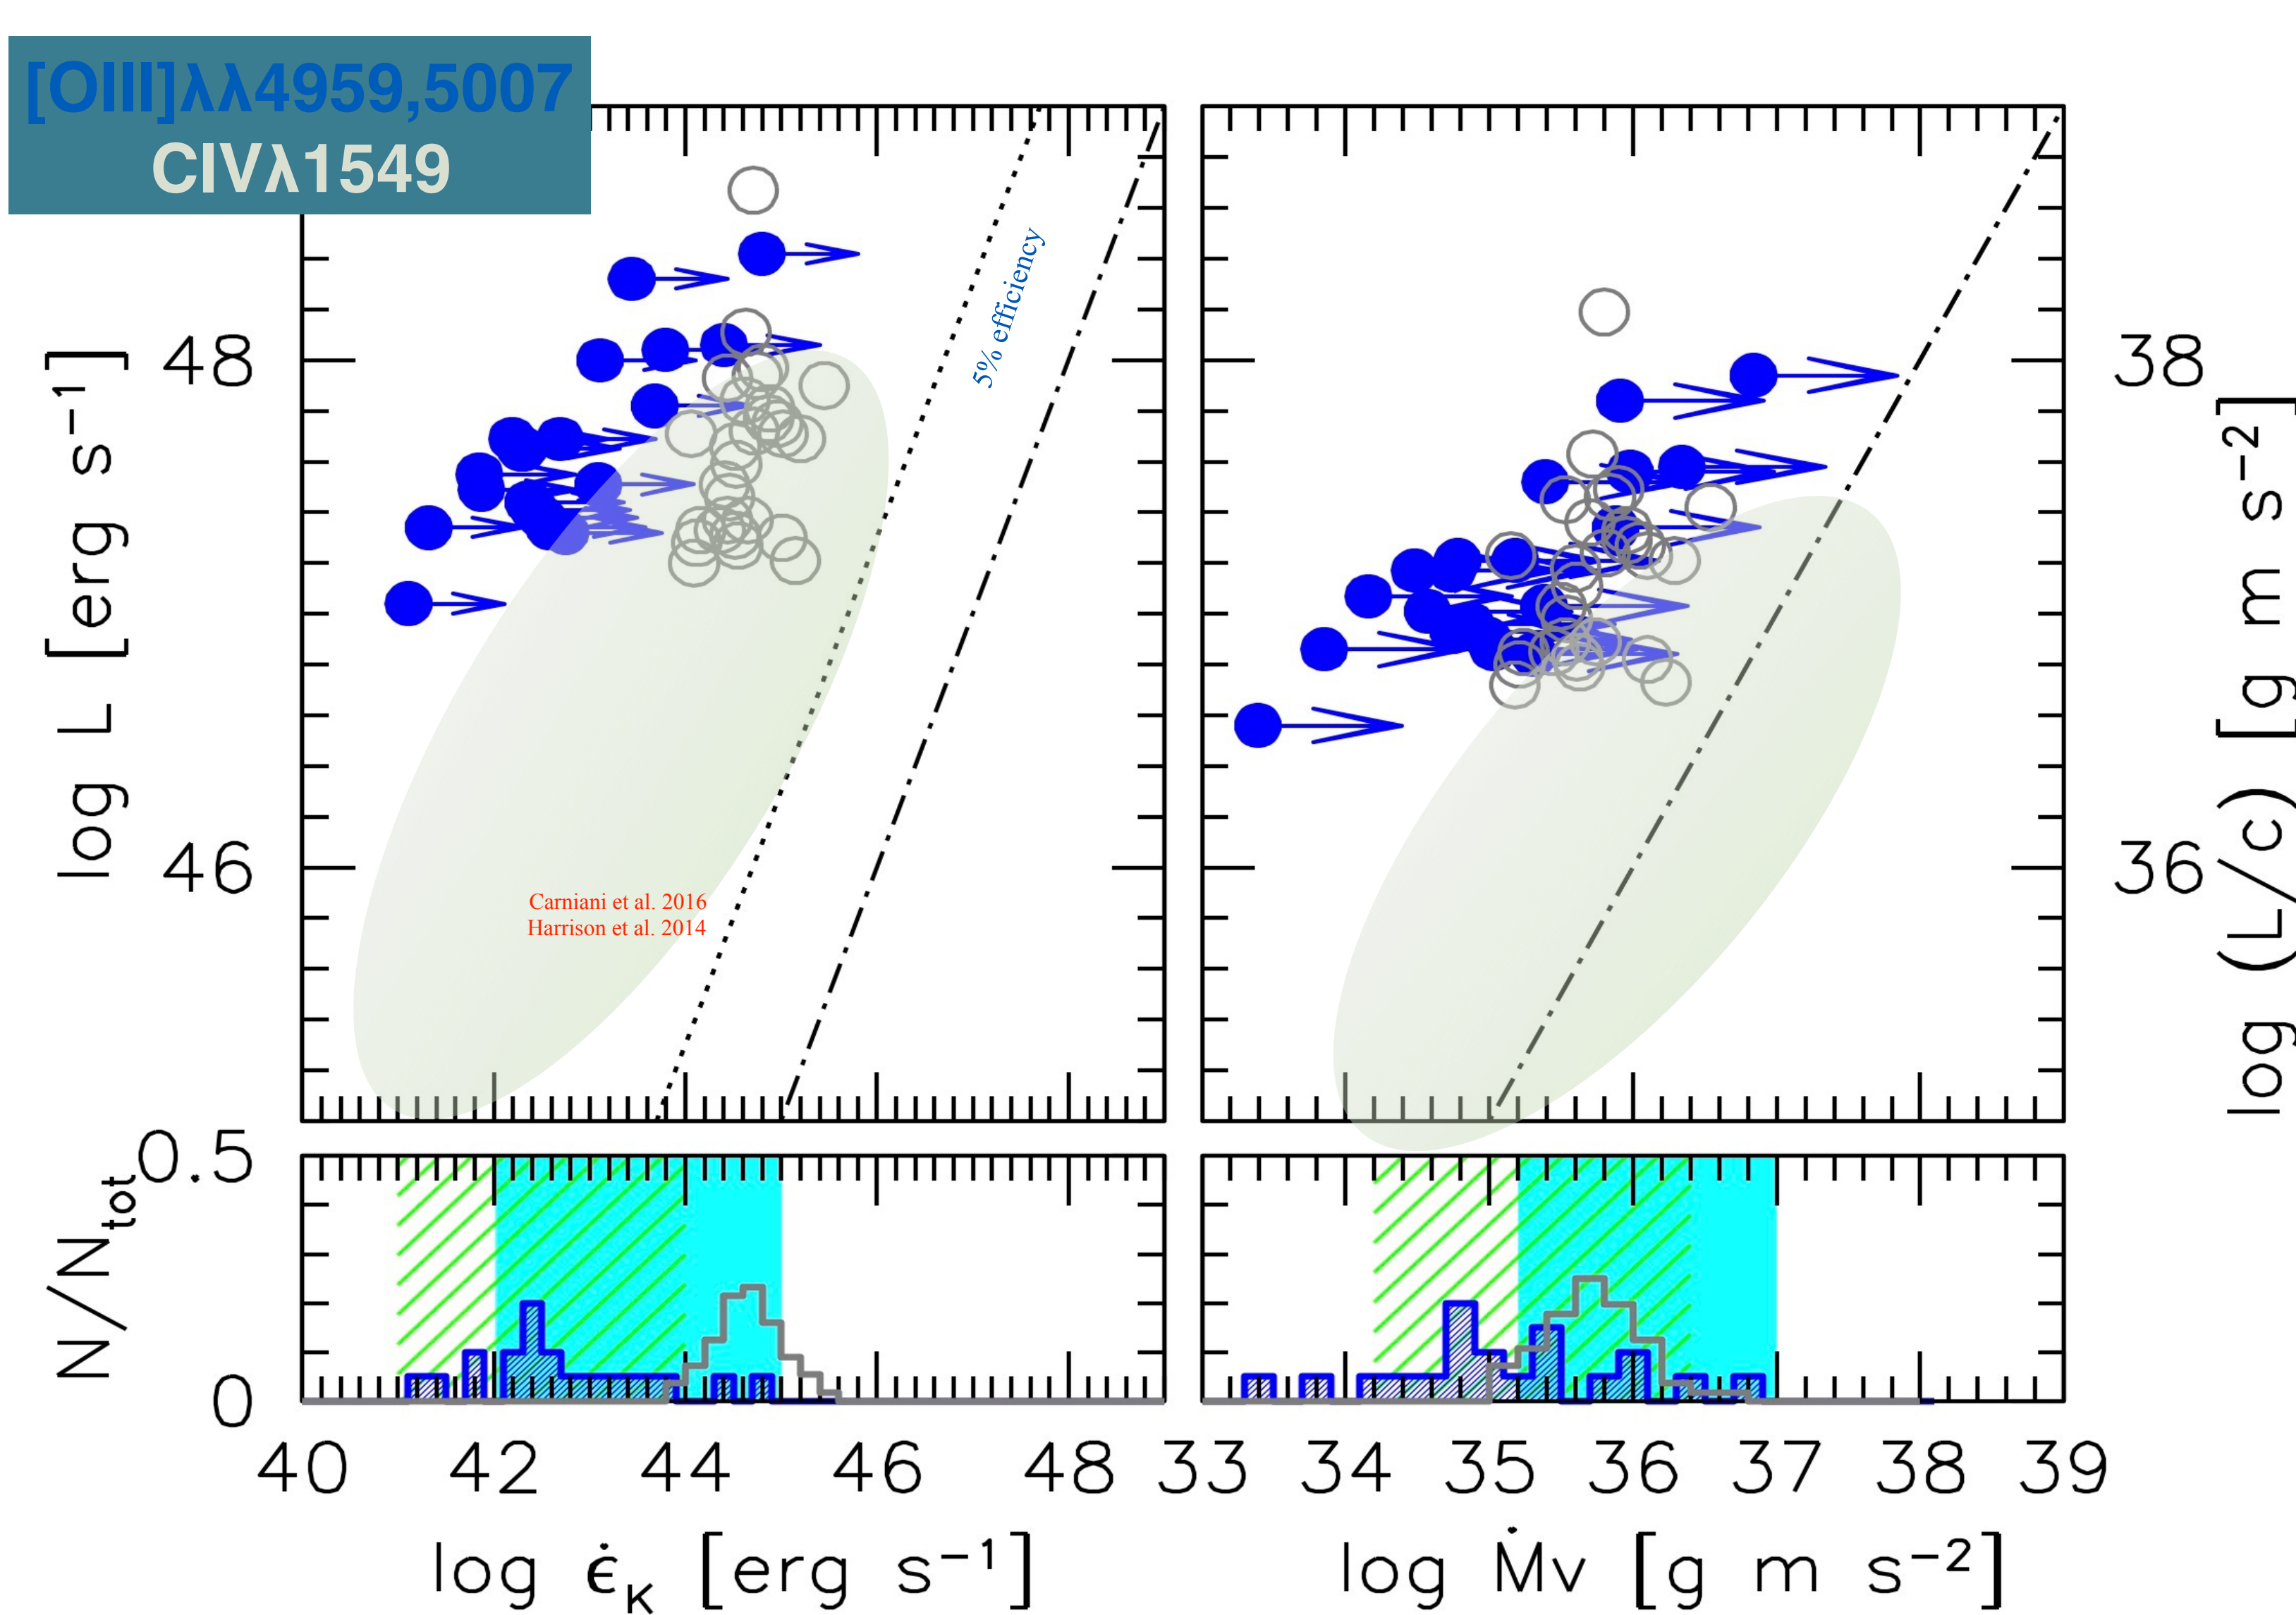 [OIII]λλ4959,5007
CIVλ1549
log L [erg s⁻¹]
48
46
5% efficiency
Carniani et al. 2016
Harrison et al. 2014
38
36
log (L/c) [g m s⁻²]
N/Ntot
0.5
0
40 42 44 46 48 33 34 35 36 37 38 39
log ε̇K [erg s⁻¹]
log Ṁv [g m s⁻²]